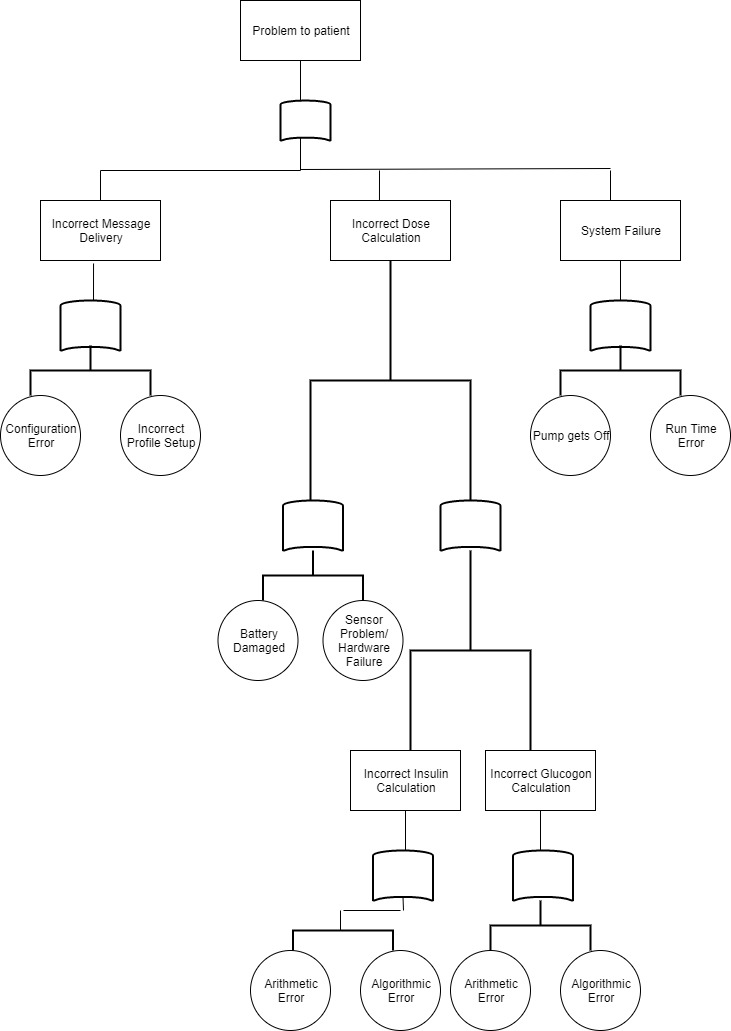 Problem to patient
Incorrect Message
Delivery
Incorrect Dose
Calculation
System Failure
Configuration
Error
Incorrect
Profile Setup
Pump gets Off
Run Time
Error
Battery
Damaged
Sensor
Problem/
Hardware
Failure
Incorrect Insulin
Calculation
Incorrect Glucogon
Calculation
Arithmetic
Error
Algorithmic
Error
Arithmetic
Error
Algorithmic
Error